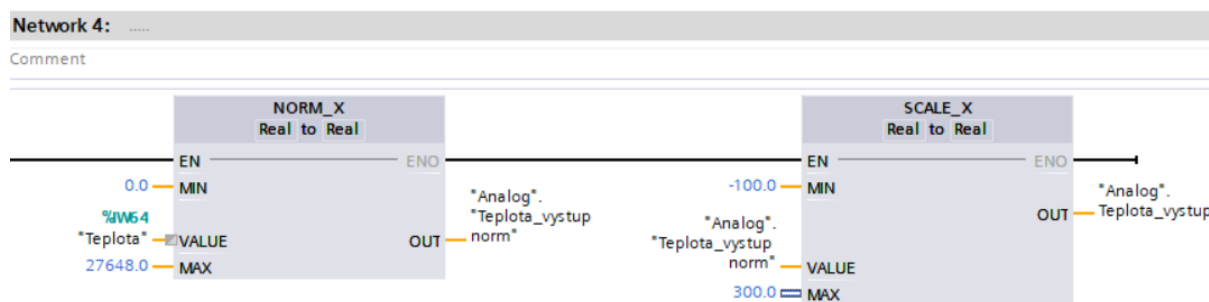 Network 4: .....
Comment
NORM_X
Real to Real
EN
ENO
0.0
MIN
%IW64
"Teplota"
VALUE
27648.0
MAX
OUT
"Analog".
"Teplota_vystup
norm"
SCALE_X
Real to Real
EN
ENO
-100.0
MIN
"Analog".
"Teplota_vystup
norm"
VALUE
300.0
MAX
OUT
"Analog".
Teplota_vystup